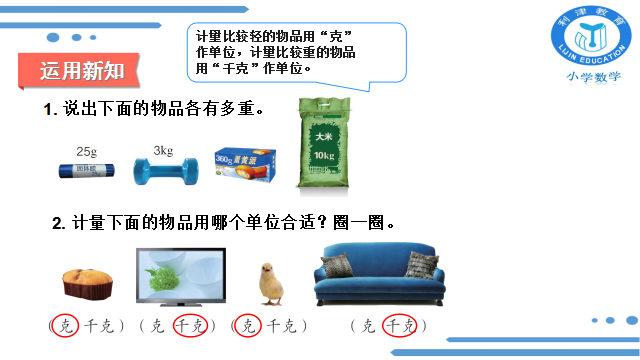 计量比较轻的物品用“克”
作单位，计量比较重的物品
用“千克”作单位。
利津教育
LIJIN EDUCATION
小学数学
运用新知
1. 说出下面的物品各有多重。
25g
3kg
360g 蛋黄派
大米
10kg
2. 计量下面的物品用哪个单位合适？圈一圈。
（克 千克）（克 千克）（克 千克） （克 千克）